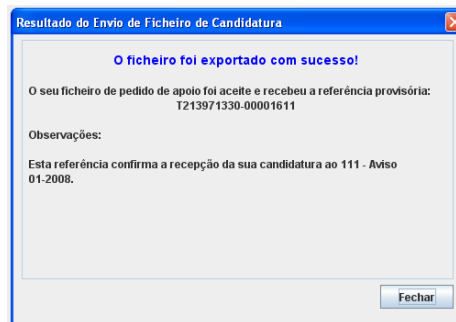 Resultado do Envio de Ficheiro de Candidatura
O ficheiro foi exportado com sucesso!
O seu ficheiro de pedido de apoio foi aceite e recebeu a referência provisória:
T213971330-00001611
Observações:
Esta referência confirma a recepção da sua candidatura ao 111 - Aviso
01-2008.
Fechar